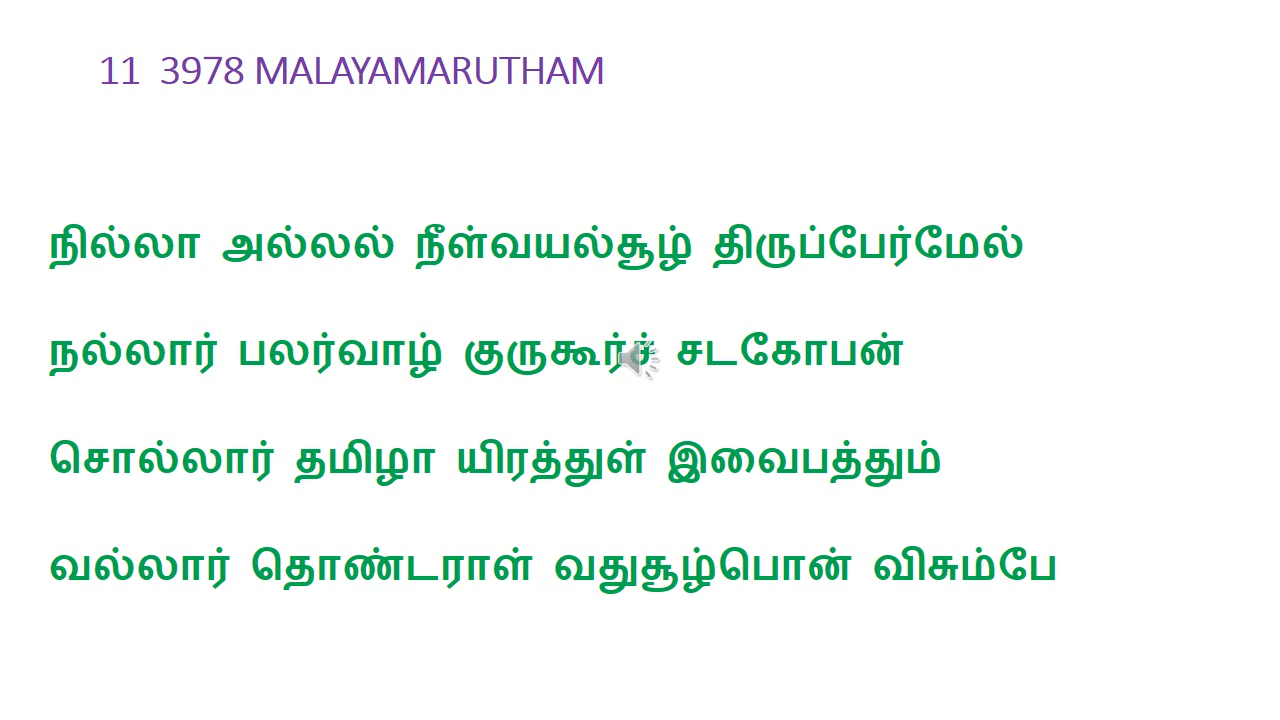 11 3978 MALAYAMARUTHAM
நில்லா அல்லல் நீள்வயல்சூழ் திருப்பேர்மேல்
நல்லார் பலர்வாழ் குருகூர்ச் சடகோபன்
சொல்லார் தமிழா யிரத்துள் இவைபத்தும்
வல்லார் தொண்டராள் வதுசூழ்பொன் விசும்பே